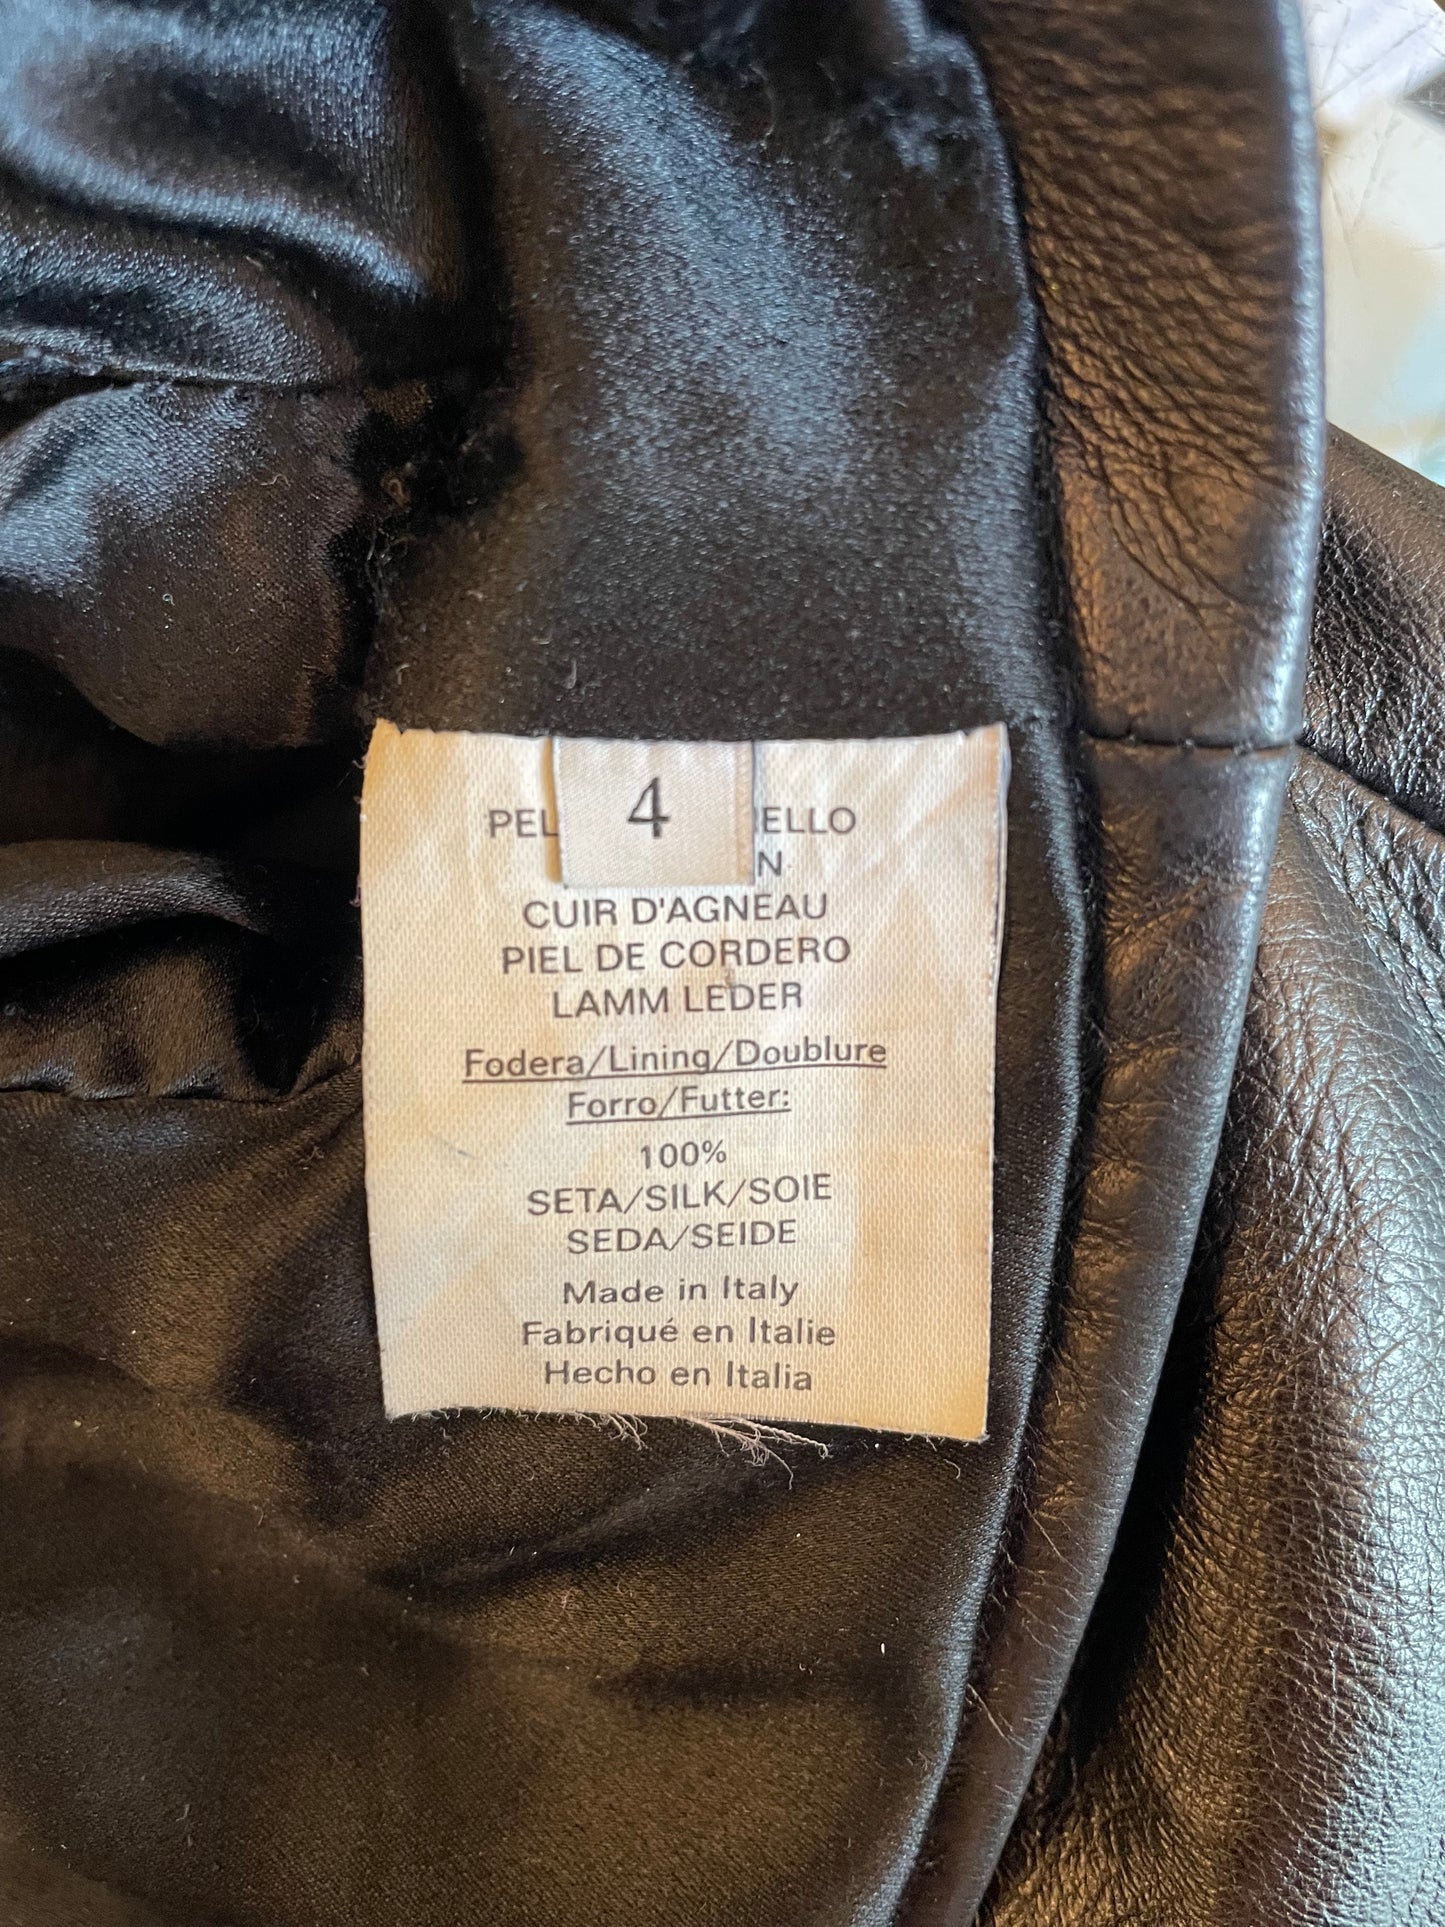 4
PEL ELLO
N
CUIR D'AGNEAU
PIEL DE CORDERO
LAMM LEDER
Fodera/Lining/Doublure
Forro/Futter:
100%
SETA/SILK/SOIE
SEDA/SEIDE
Made in Italy
Fabriqué en Italie
Hecho en Italia